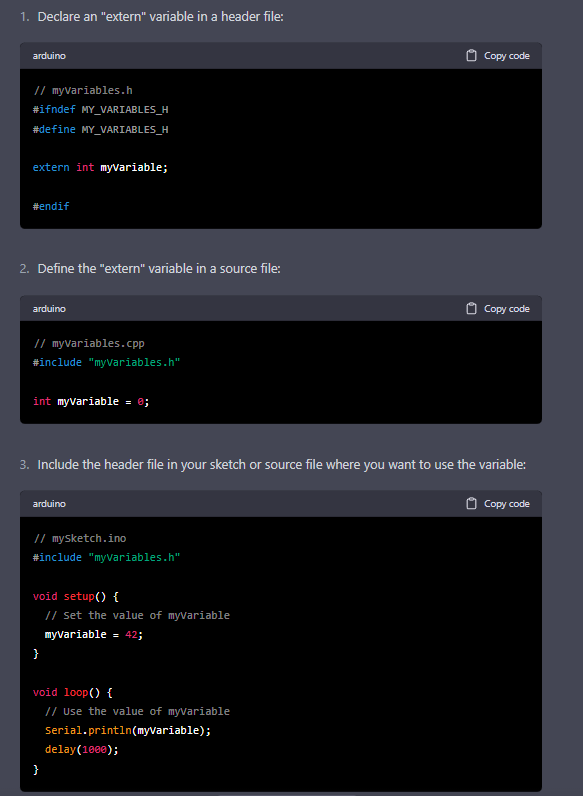 1. Declare an "extern" variable in a header file:
arduino
Copy code
// myVariables.h
#ifndef MY_VARIABLES_H
#define MY_VARIABLES_H
extern int myVariable;
#endif
2. Define the "extern" variable in a source file:
arduino
Copy code
// myVariables.cpp
#include "myVariables.h"
int myVariable = 0;
3. Include the header file in your sketch or source file where you want to use the variable:
arduino
Copy code
// mySketch.ino
#include "myVariables.h"
void setup() {
// Set the value of myVariable
myVariable = 42;
}
void loop() {
// Use the value of myVariable
Serial.println(myVariable);
delay(1000);
}